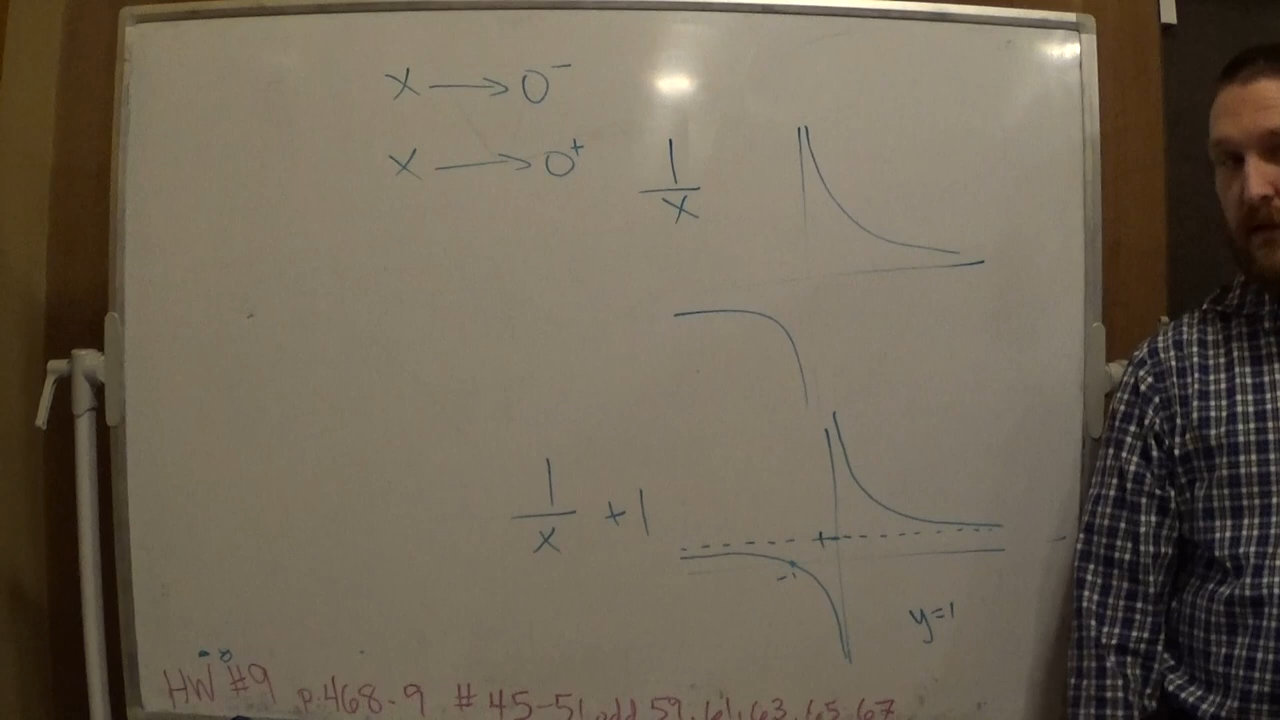 x → 0⁻
x → 0⁺
1/x
1/x + 1
-1
y=1
HW #9 p.468-9 #45-51 odd 59, 61, 63, 65, 67